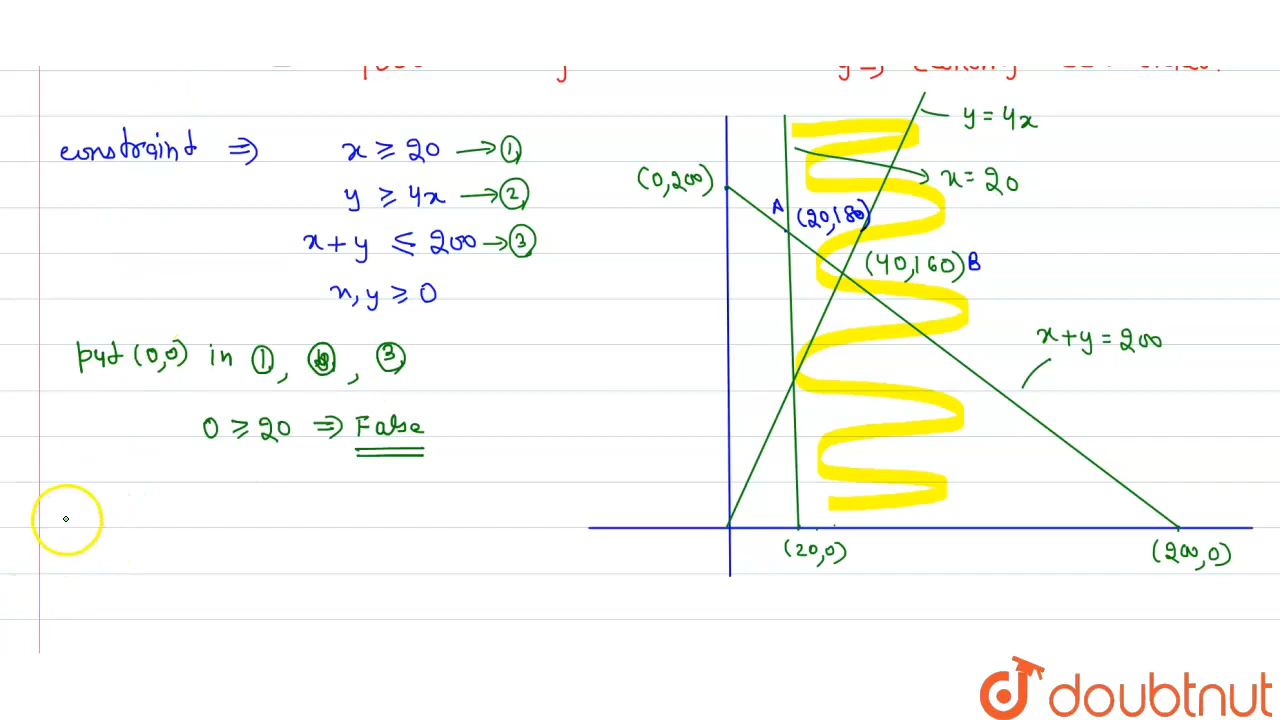 constraint ⇒ x ≥ 20 → ①
y ≥ 4x → ②
x+y ≤ 200 → ③
x, y ≥ 0
put (0,0) in ①, , ③
0 ≥ 20 ⇒ False
y = 4x
x = 20
(0,200)
A (20,180)
(40,160) B
x+y = 200
(20,0)
(200,0)
doubtnut